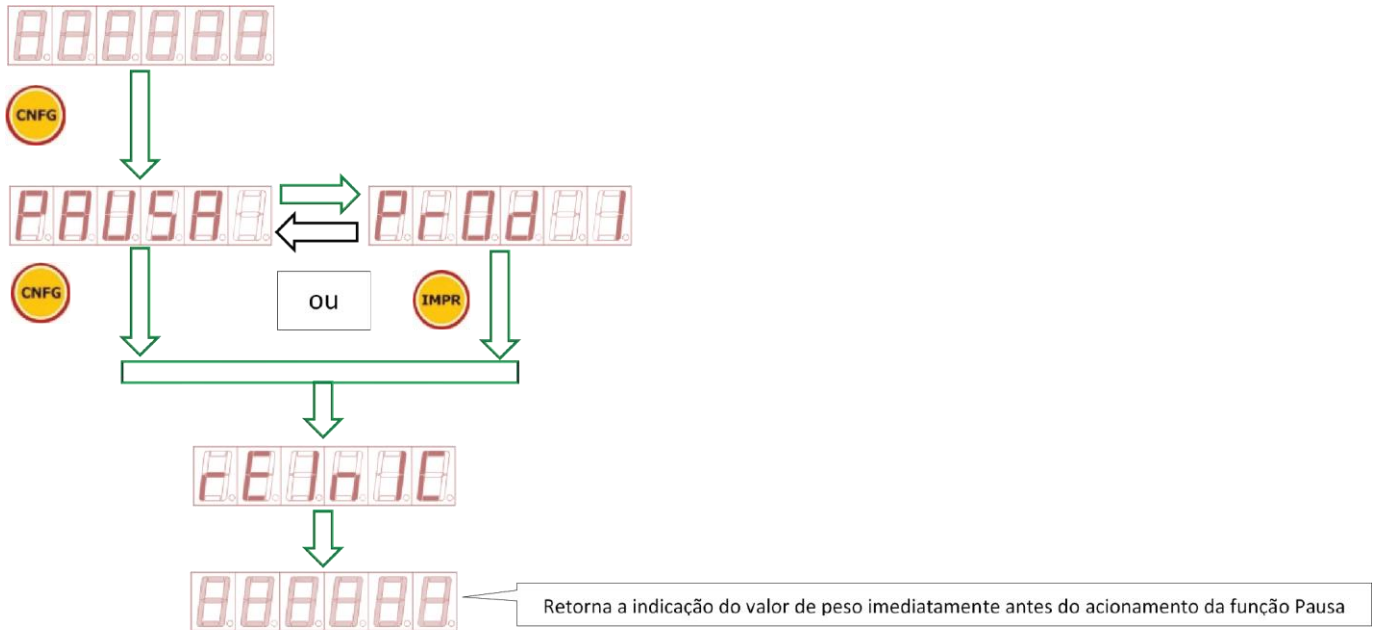 CNFG
PAUSA
PrOd 1
CNFG
ou
IMPR
rEInIC
Retorna a indicação do valor de peso imediatamente antes do acionamento da função Pausa